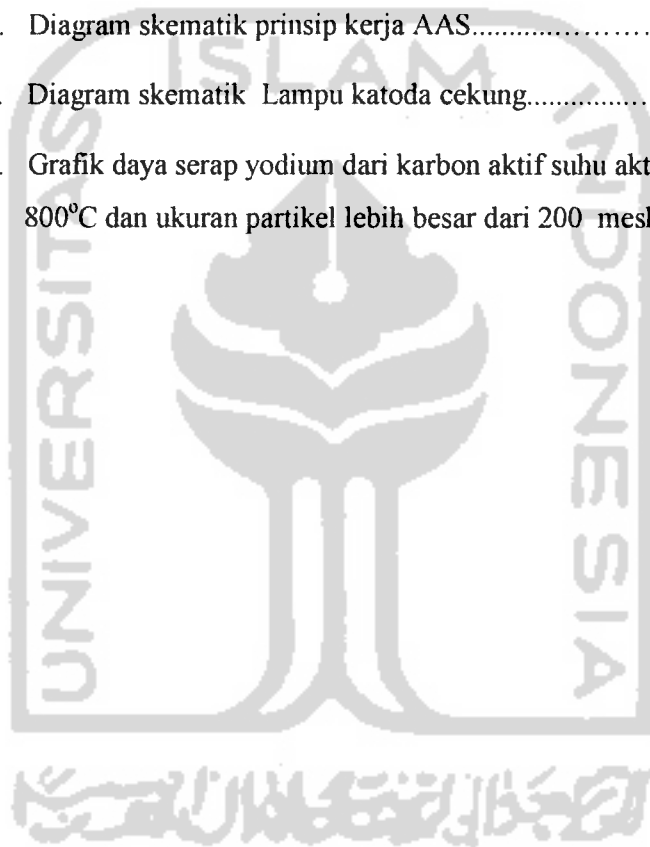 . Diagram skematik prinsip kerja AAS......................
. Diagram skematik Lampu katoda cekung.................
. Grafik daya serap yodium dari karbon aktif suhu akt
800°C dan ukuran partikel lebih besar dari 200 mesh
ISLAM
UNIVERSITAS
INDONESIA